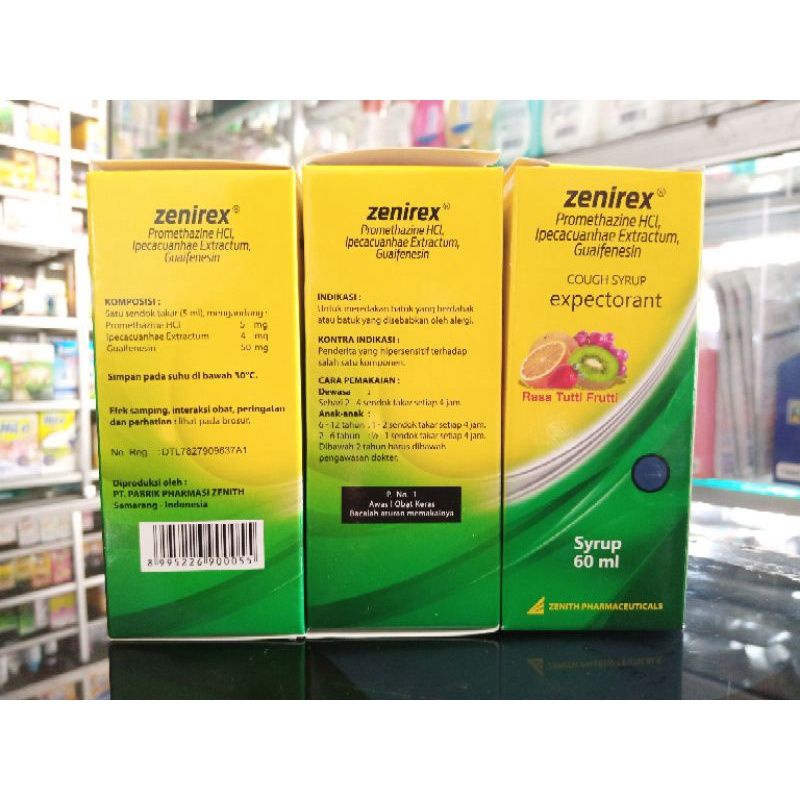 zenirex®
Promethazine HCl,
Ipecacuanhae Extractum,
Guaifenesin
KOMPOSISI :
Satu sendok takar (5 ml), mengandung :
Promethazine HCl 5 mg
Ipecacuanhae Extractum 4 mg
Guaifenesin 50 mg
Simpan pada suhu di bawah 30°C.
Efek samping, interaksi obat, peringatan
dan perhatian : lihat pada brosur.
No. Reg. : DTL7827909637A1
Diproduksi oleh :
PT. PABRIK PHARMASI ZENITH
Semarang - Indonesia
8 995226 900055
zenirex®
Promethazine HCl,
Ipecacuanhae Extractum,
Guaifenesin
INDIKASI :
Untuk meredakan batuk yang berdahak
atau batuk yang disebabkan oleh alergi.
KONTRA INDIKASI :
Penderita yang hipersensitif terhadap
salah satu komponen.
CARA PEMAKAIAN :
Dewasa :
Sehari 2 - 4 sendok takar setiap 4 jam.
Anak-anak :
6 - 12 tahun : 1 - 2 sendok takar setiap 4 jam.
2 - 6 tahun : ½ - 1 sendok takar setiap 4 jam.
Dibawah 2 tahun harus dibawah
pengawasan dokter.
P. No. 1
Awas ! Obat Keras
Bacalah aturan memakainya
zenirex®
Promethazine HCl,
Ipecacuanhae Extractum,
Guaifenesin
COUGH SYRUP
expectorant
Rasa Tutti Frutti
Syrup
60 ml
ZENITH PHARMACEUTICALS